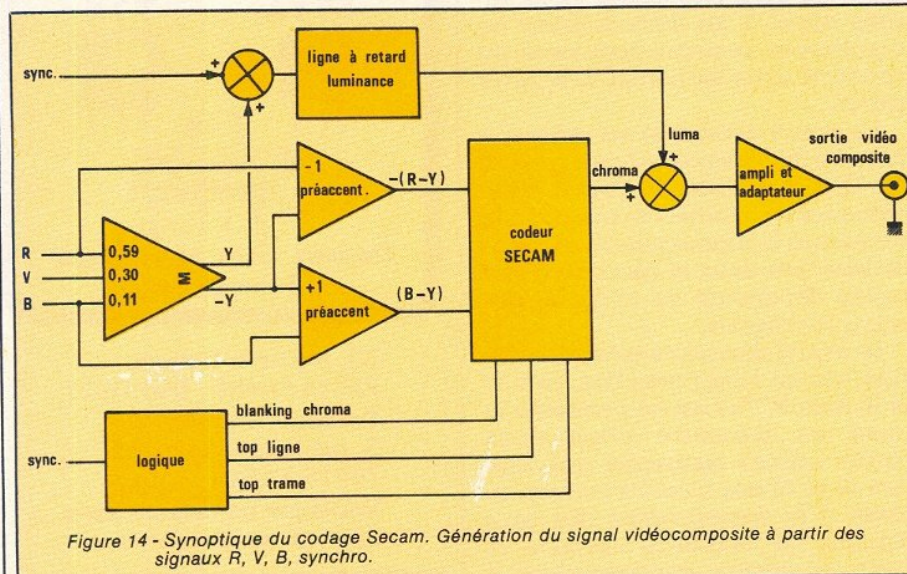 sync.
+
+
ligne à retard
luminance
luma
+
chroma
+
ampli et
adaptateur
sortie vidéo
composite
- 1
préaccent.
-(R-Y)
codeur
SECAM
R
V
B
0,59
0,30
0,11
M
Y
-Y
+1
préaccent
(B-Y)
sync.
logique
blanking chroma
top ligne
top trame
Figure 14 - Synoptique du codage Secam. Génération du signal vidéocomposite à partir des
signaux R, V, B, synchro.